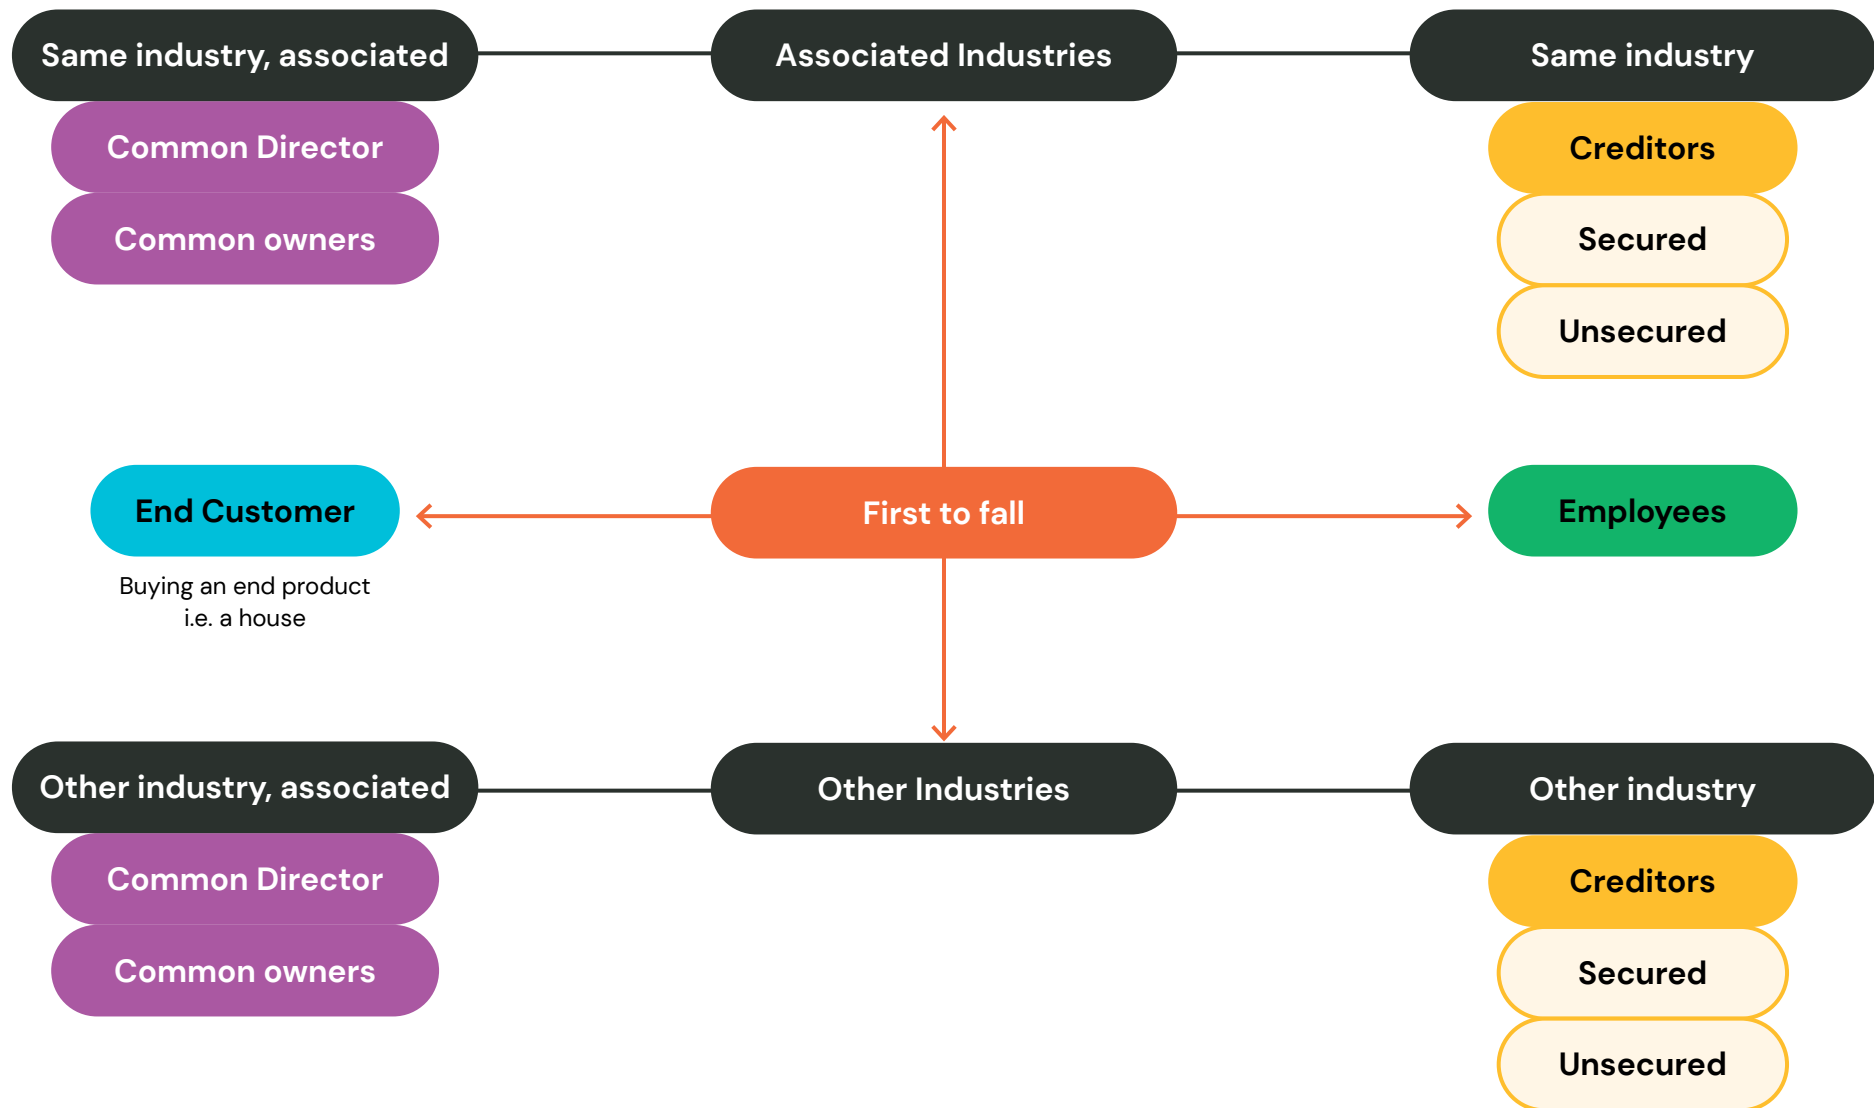 Same industry, associated
Associated Industries
Same industry
Common Director
Creditors
Common owners
Secured
Unsecured
End Customer
First to fall
Employees
Buying an end product
i.e. a house
Other industry, associated
Other Industries
Other industry
Common Director
Creditors
Common owners
Secured
Unsecured